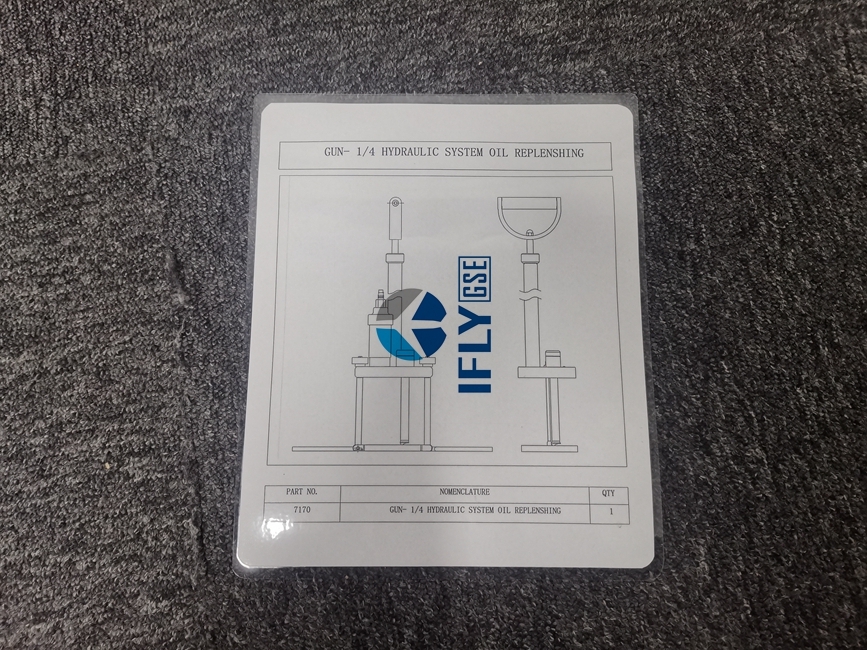 GUN- 1/4 HYDRAULIC SYSTEM OIL REPLENSHING
IFLY GSE
PART NO. NOMENCLATURE QTY
7170 GUN- 1/4 HYDRAULIC SYSTEM OIL REPLENSHING 1